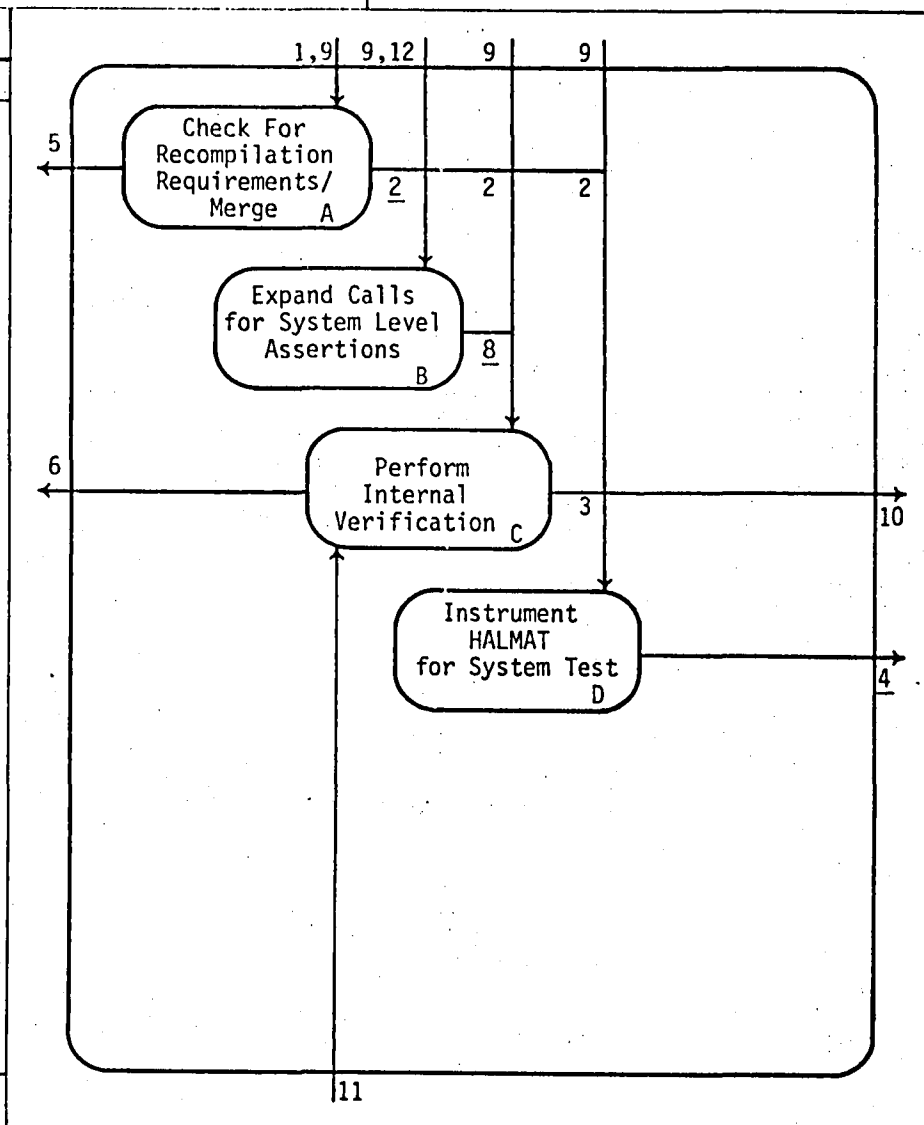 1,9 9,12 9 9
Check For
Recompilation
Requirements/
Merge A
5
2 2 2
Expand Calls
for System Level
Assertions
B
8
6
Perform
Internal
Verification C
3
10
Instrument
HALMAT
for System Test
D
4
11